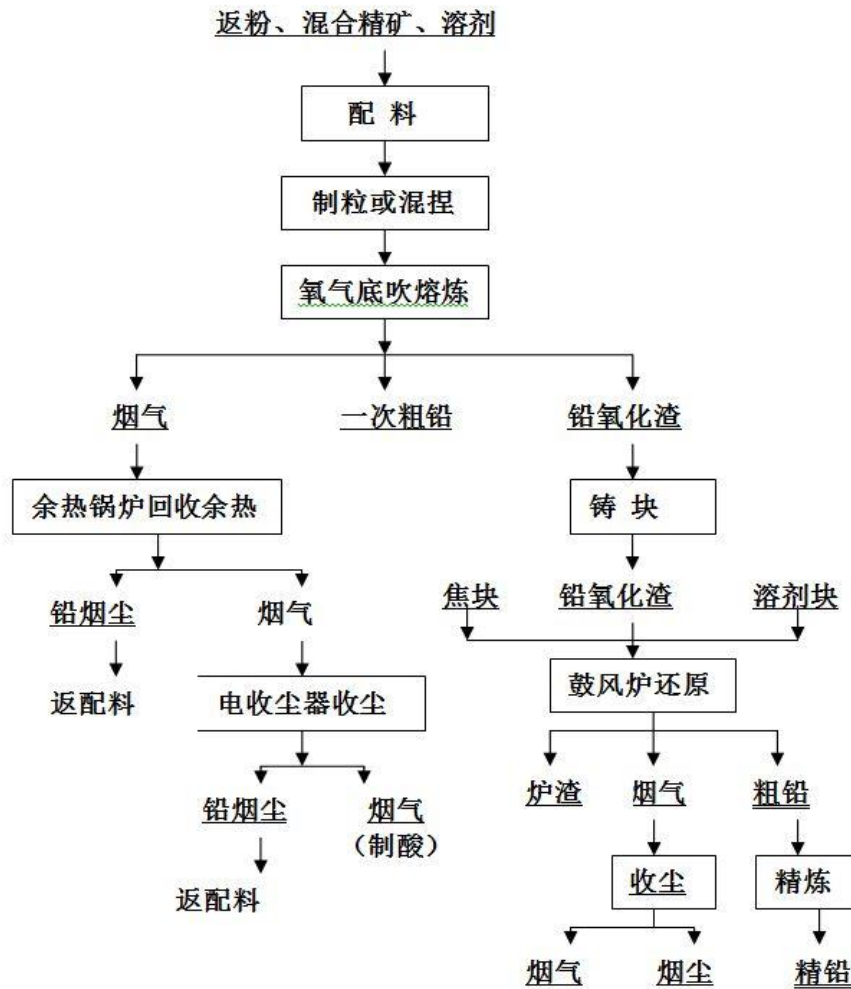 返粉、混合精矿、溶剂
配 料
制粒或混捏
氧气底吹熔炼
烟气 一次粗铅 铅氧化渣
余热锅炉回收余热 铸 块
铅烟尘 烟气 焦块 铅氧化渣 溶剂块
返配料 电收尘器收尘 鼓风炉还原
铅烟尘 烟气 炉渣 烟气 粗铅
（制酸）
返配料 收尘 精炼
烟气 烟尘 精铅